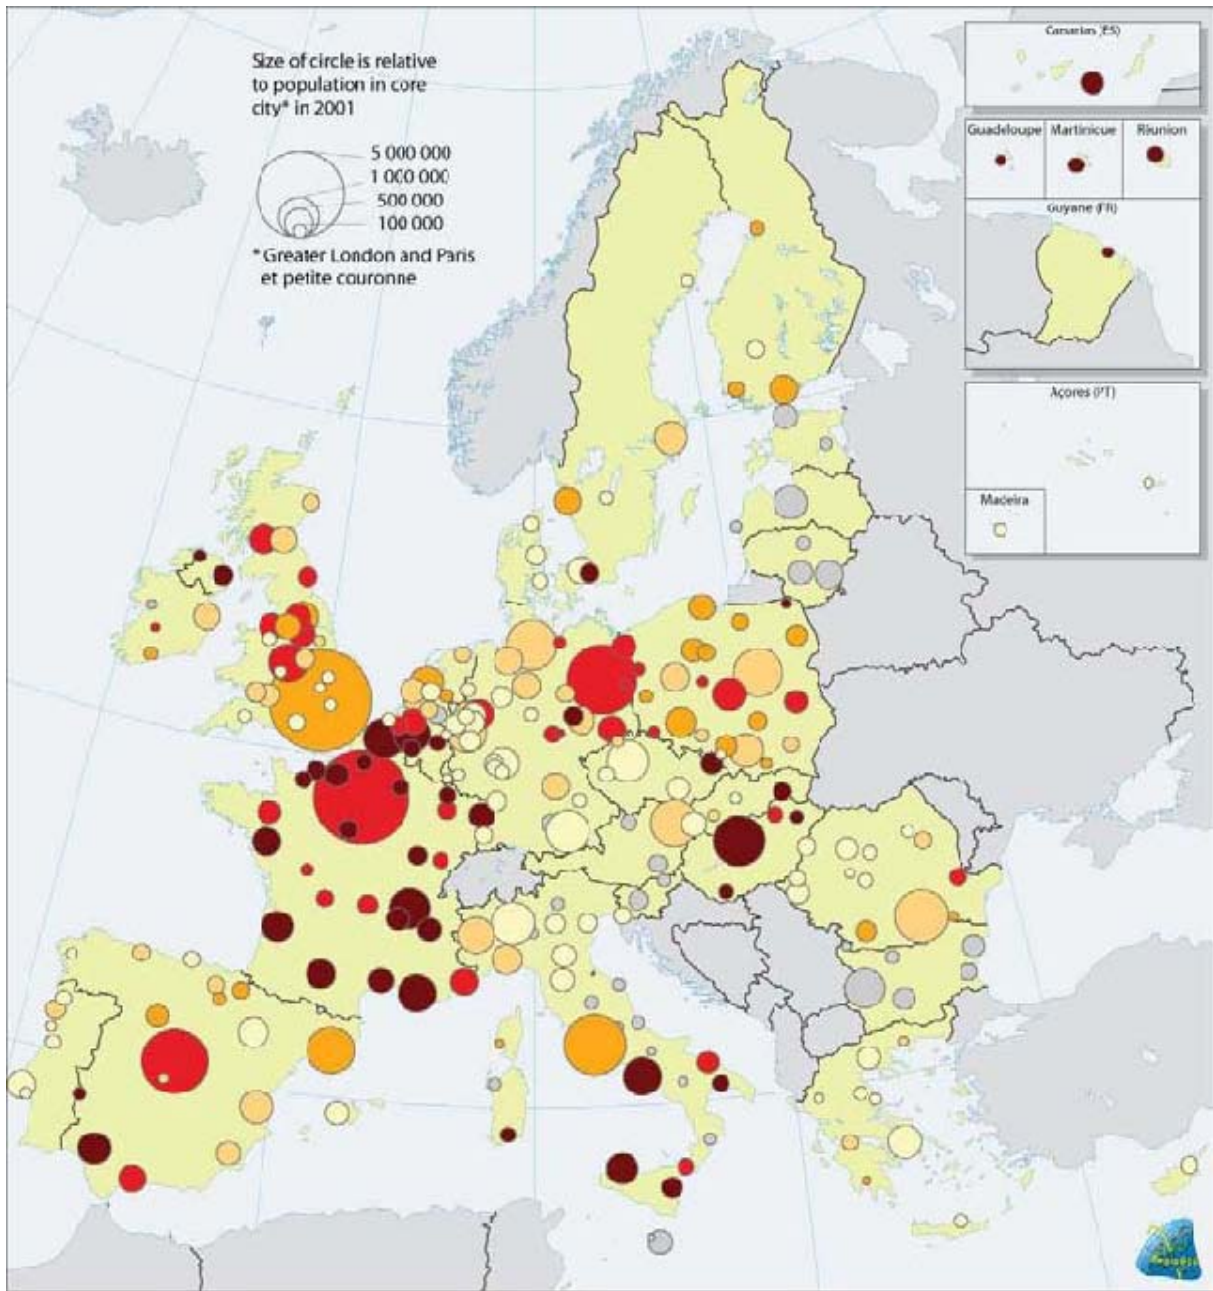 Size of circle is relative
to population in core
city* in 2001
5 000 000
1 000 000
500 000
100 000
* Greater London and Paris
et petite couronne
Canarias (ES)
Guadeloupe
Martinique
Réunion
Guyane (FR)
Açores (PT)
Madeira